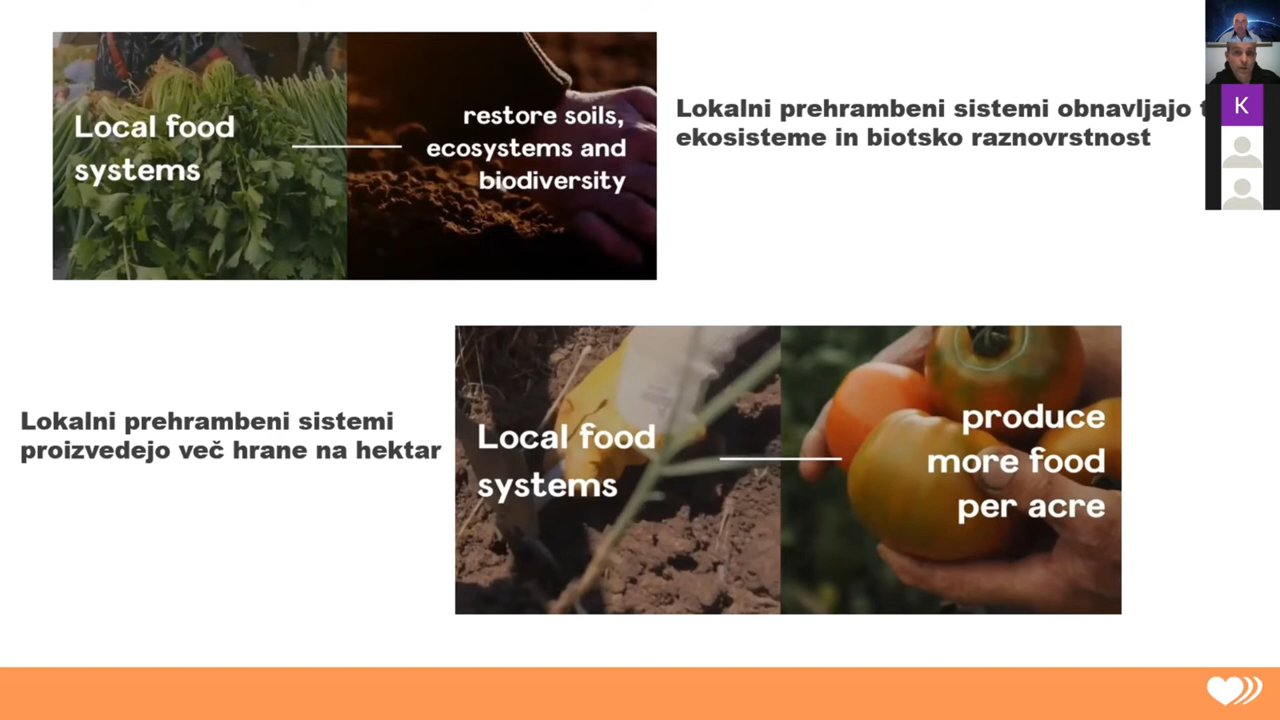 Local food
systems
restore soils,
ecosystems and
biodiversity
Lokalni prehrambeni sistemi obnavljajo
ekosisteme in biotsko raznovrstnost
K
Lokalni prehrambeni sistemi
proizvedejo več hrane na hektar
Local food
systems
produce
more food
per acre